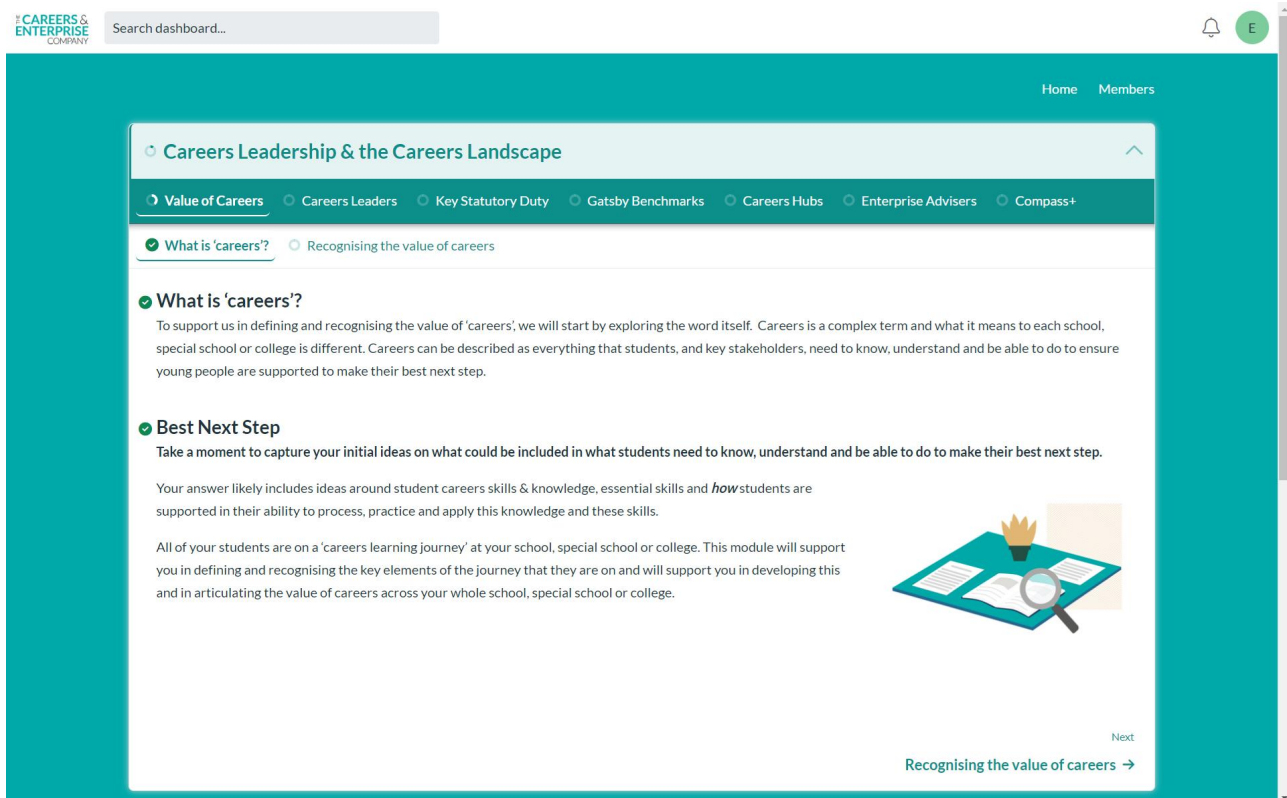 THE CAREERS &
ENTERPRISE
COMPANY
Search dashboard...
E
Home Members
Careers Leadership & the Careers Landscape
Value of Careers Careers Leaders Key Statutory Duty Gatsby Benchmarks Careers Hubs Enterprise Advisers Compass+
What is ‘careers’? Recognising the value of careers
What is ‘careers’?
To support us in defining and recognising the value of ‘careers’, we will start by exploring the word itself. Careers is a complex term and what it means to each school,
special school or college is different. Careers can be described as everything that students, and key stakeholders, need to know, understand and be able to do to ensure
young people are supported to make their best next step.
Best Next Step
Take a moment to capture your initial ideas on what could be included in what students need to know, understand and be able to do to make their best next step.
Your answer likely includes ideas around student careers skills & knowledge, essential skills and how students are
supported in their ability to process, practice and apply this knowledge and these skills.
All of your students are on a ‘careers learning journey’ at your school, special school or college. This module will support
you in defining and recognising the key elements of the journey that they are on and will support you in developing this
and in articulating the value of careers across your whole school, special school or college.
Next
Recognising the value of careers →